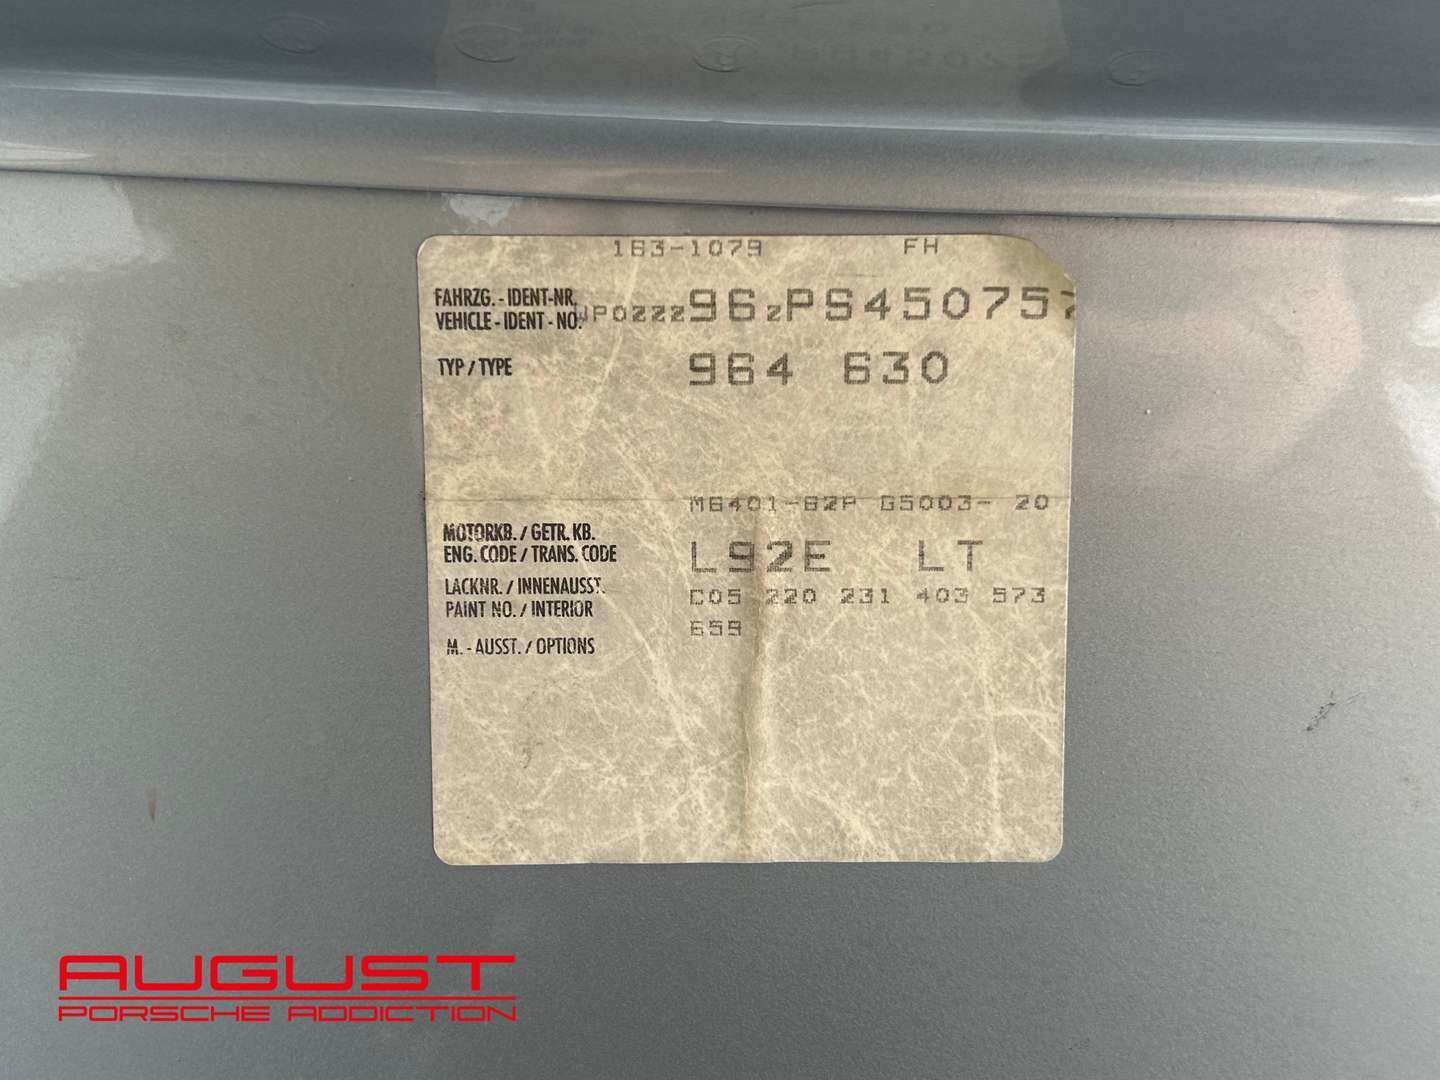 163-1079 FH
FAHRZG. - IDENT-NR.
VEHICLE - IDENT - NO. WP0ZZZ96ZPS450757
TYP / TYPE 964 630
M6401-62P G5003- 20
MOTORKB. / GETR. KB.
ENG. CODE / TRANS. CODE L92E LT
LACKNR. / INNENAUSST.
PAINT NO. / INTERIOR C05 220 231 403 573
659
M. - AUSST. / OPTIONS
AUGUST
PORSCHE ADDICTION